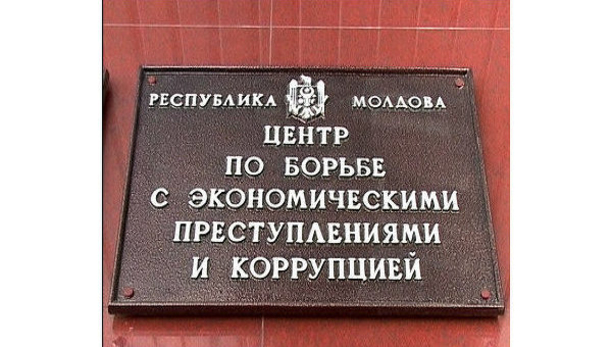 РЕСПУБЛИКА МОЛДОВА
ЦЕНТР
ПО БОРЬБЕ
С ЭКОНОМИЧЕСКИМИ
ПРЕСТУПЛЕНИЯМИ
И КОРРУПЦИЕЙ